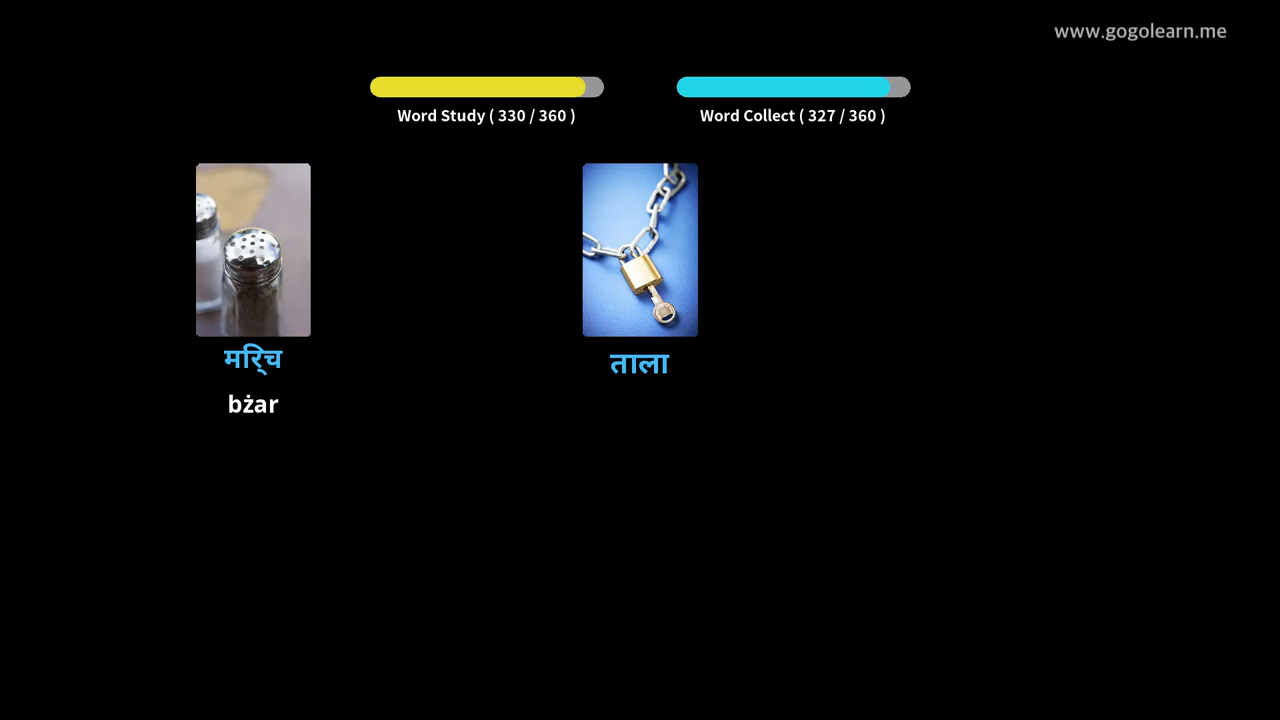 www.gogolearn.me
Word Study ( 330 / 360 )
Word Collect ( 327 / 360 )
मरि्च
ताला
bżar